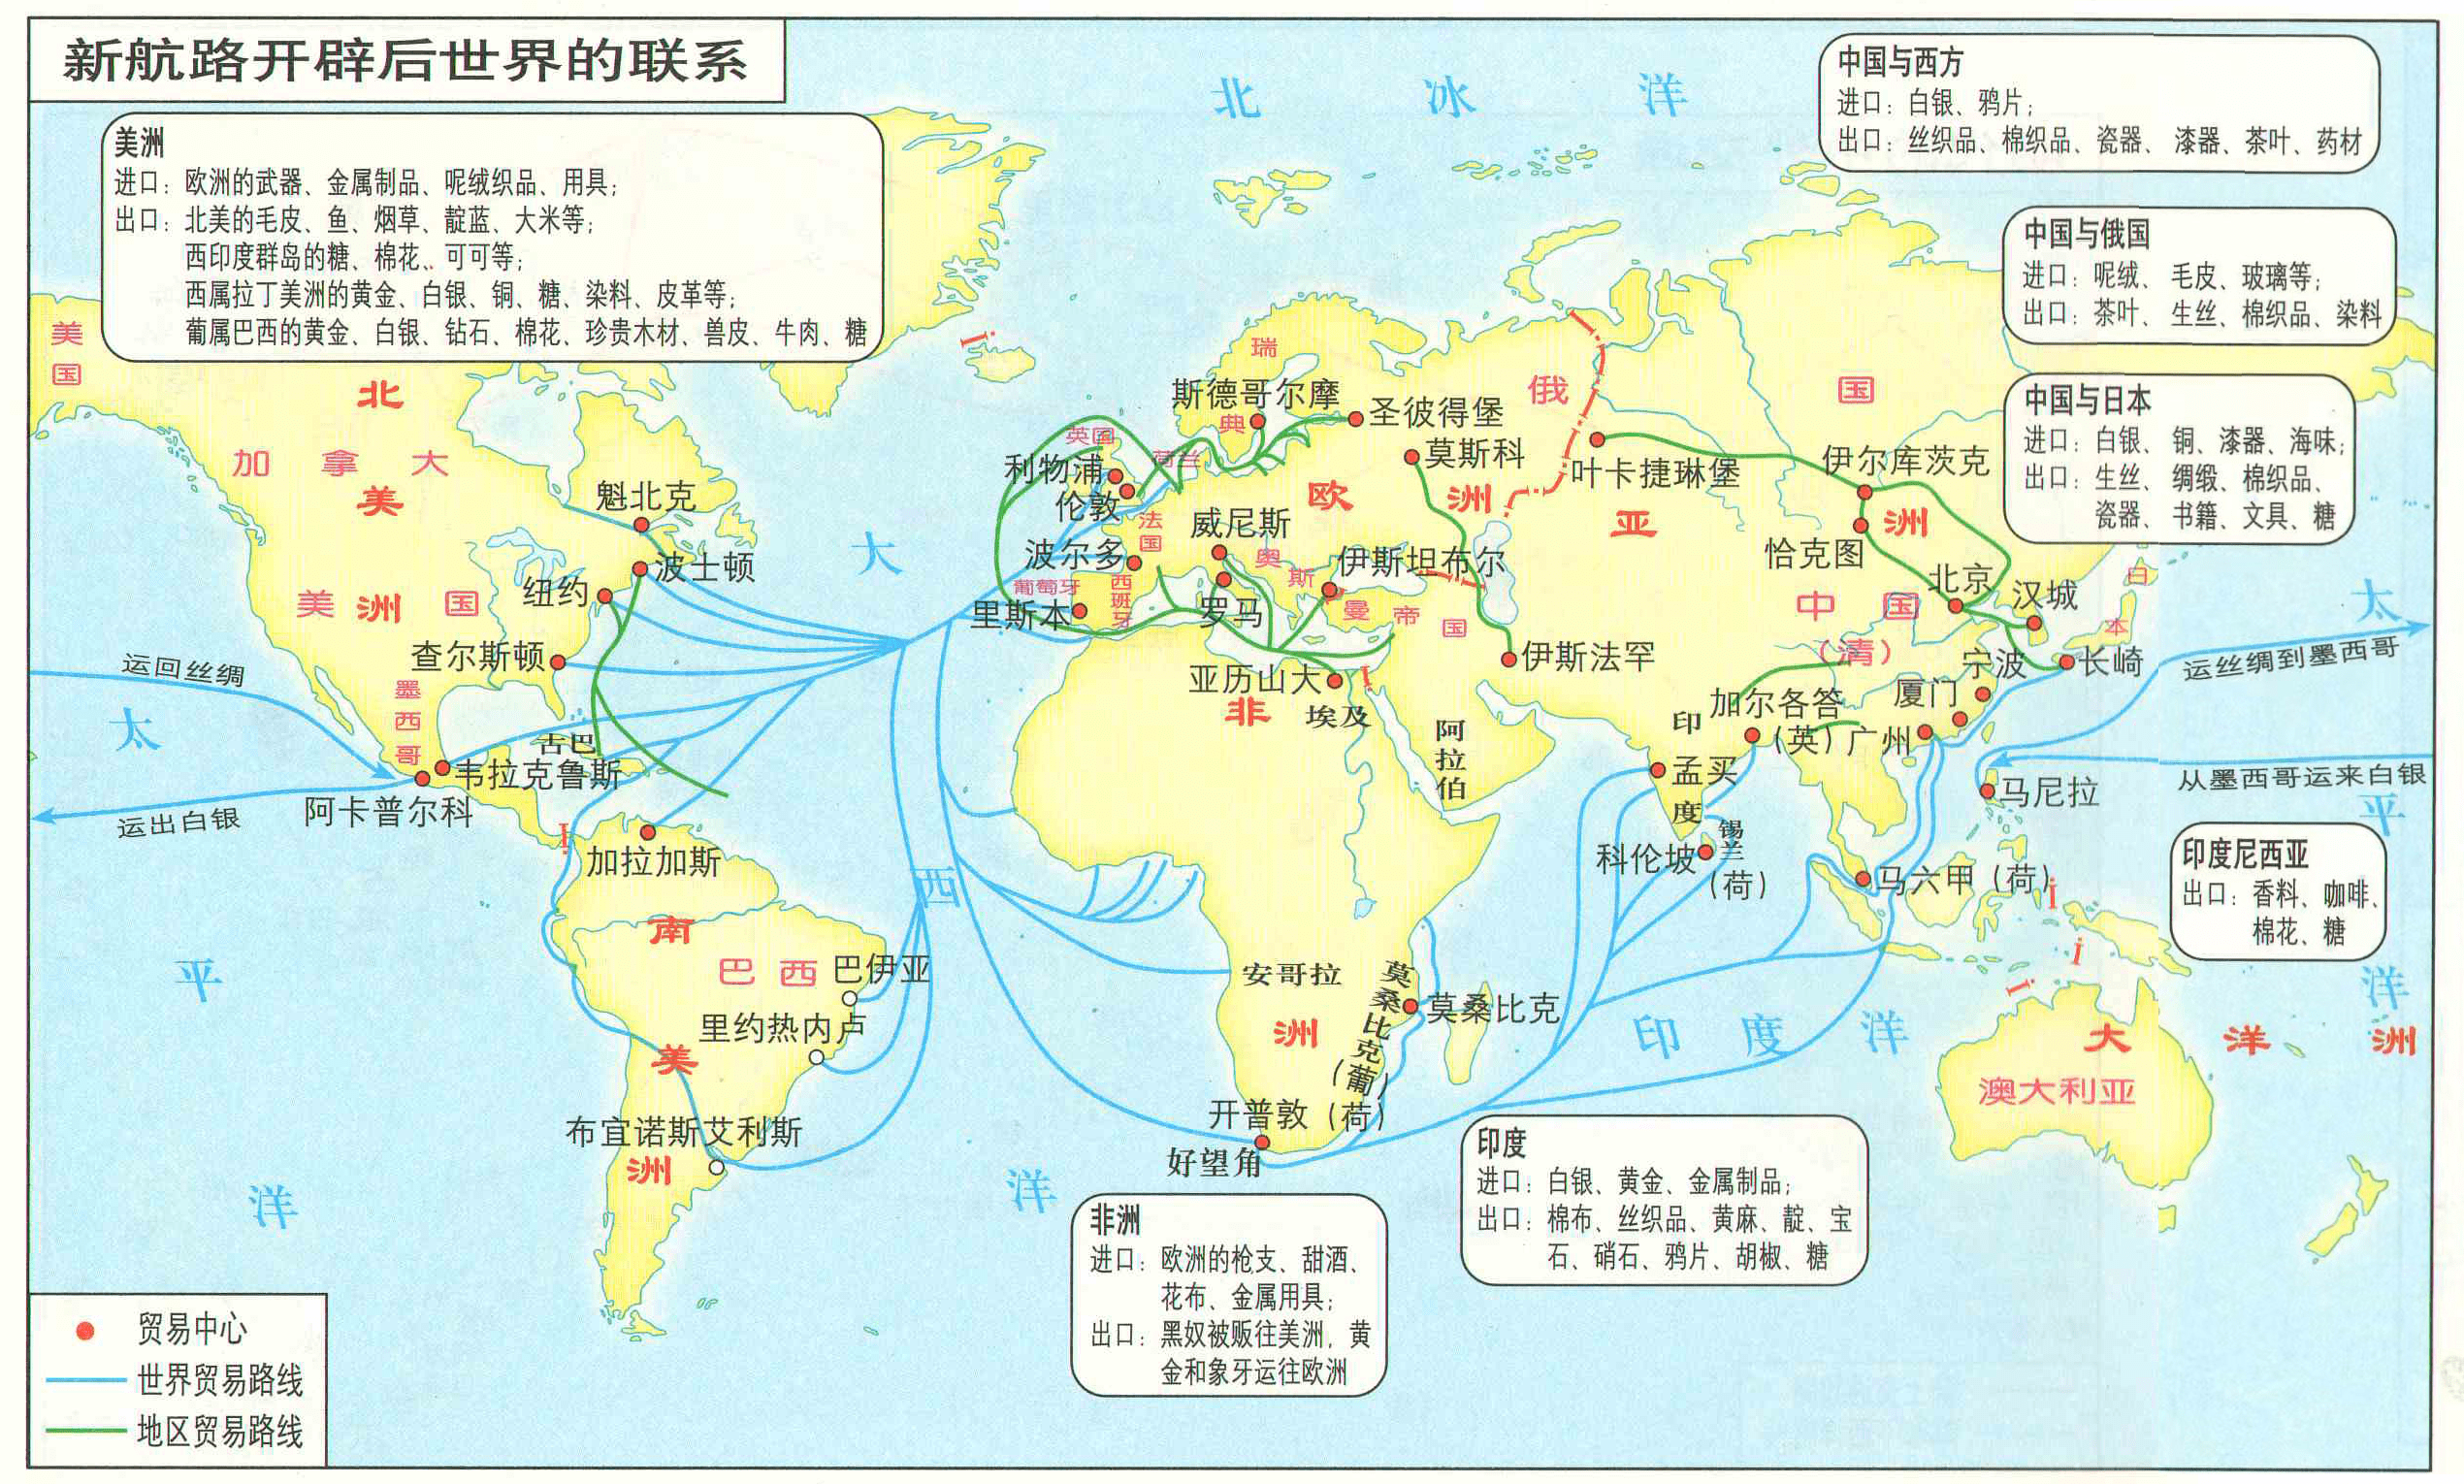 新航路开辟后世界的联系
美洲
进口：欧洲的武器、金属制品、呢绒织品、用具；
出口：北美的毛皮、鱼、烟草、靛蓝、大米等；
西印度群岛的糖、棉花、可可等；
西属拉丁美洲的黄金、白银、铜、糖、染料、皮革等；
葡属巴西的黄金、白银、钻石、棉花、珍贵木材、兽皮、牛肉、糖
中国与西方
进口：白银、鸦片；
出口：丝织品、棉织品、瓷器、漆器、茶叶、药材
中国与俄国
进口：呢绒、毛皮、玻璃等；
出口：茶叶、生丝、棉织品、染料
中国与日本
进口：白银、铜、漆器、海味；
出口：生丝、绸缎、棉织品、
瓷器、书籍、文具、糖
北冰洋
美国
北美洲
加拿大
美国
墨西哥
魁北克
波士顿
纽约
查尔斯顿
古巴
韦拉克鲁斯
阿卡普尔科
运回丝绸
运出白银
太平洋
加拉加斯
南美洲
巴西
巴伊亚
里约热内卢
布宜诺斯艾利斯
大西洋
瑞典
斯德哥尔摩
圣彼得堡
莫斯科
英国
荷兰
利物浦
伦敦
法国
波尔多
葡萄牙
西班牙
里斯本
威尼斯
罗马
奥斯曼帝国
伊斯坦布尔
欧洲
俄国
亚洲
叶卡捷琳堡
伊尔库茨克
恰克图
北京
汉城
日本
长崎
中国
（清）
宁波
厦门
广州
伊斯法罕
亚历山大
埃及
阿拉伯
非洲
安哥拉
莫桑比克（葡）
莫桑比克
开普敦（荷）
好望角
印度
加尔各答
（英）
孟买
科伦坡
锡兰
（荷）
马六甲（荷）
马尼拉
运丝绸到墨西哥
从墨西哥运来白银
太平洋
印度洋
大洋洲
澳大利亚
印度尼西亚
出口：香料、咖啡、
棉花、糖
印度
进口：白银、黄金、金属制品；
出口：棉布、丝织品、黄麻、靛、宝
石、硝石、鸦片、胡椒、糖
非洲
进口：欧洲的枪支、甜酒、
花布、金属用具；
出口：黑奴被贩往美洲，黄
金和象牙运往欧洲
贸易中心
世界贸易路线
地区贸易路线